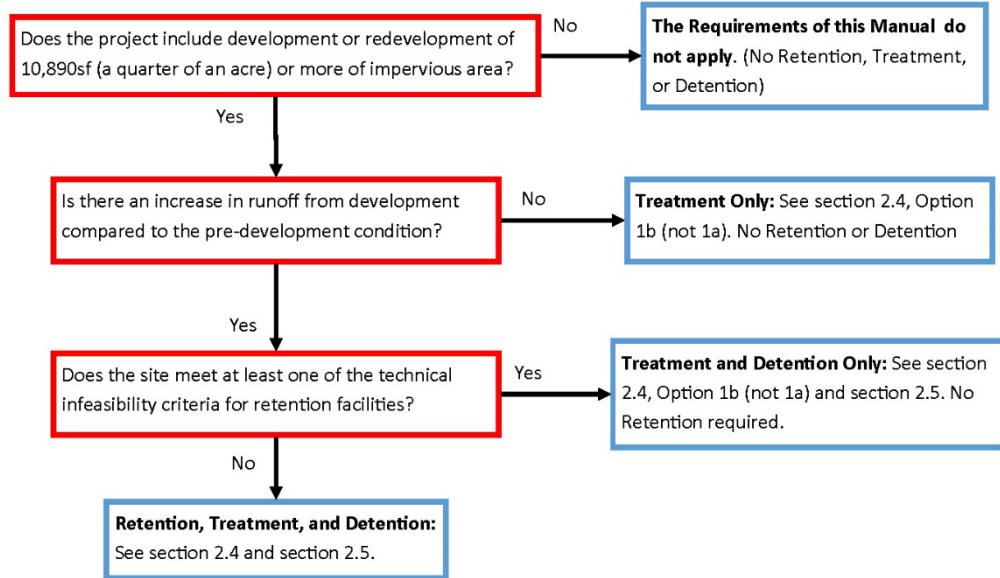 Does the project include development or redevelopment of
10,890sf (a quarter of an acre) or more of impervious area?
No
The Requirements of this Manual do
not apply. (No Retention, Treatment,
or Detention)
Yes
Is there an increase in runoff from development
compared to the pre-development condition?
No
Treatment Only: See section 2.4, Option
1b (not 1a). No Retention or Detention
Yes
Does the site meet at least one of the technical
infeasibility criteria for retention facilities?
Yes
Treatment and Detention Only: See section
2.4, Option 1b (not 1a) and section 2.5. No
Retention required.
No
Retention, Treatment, and Detention:
See section 2.4 and section 2.5.